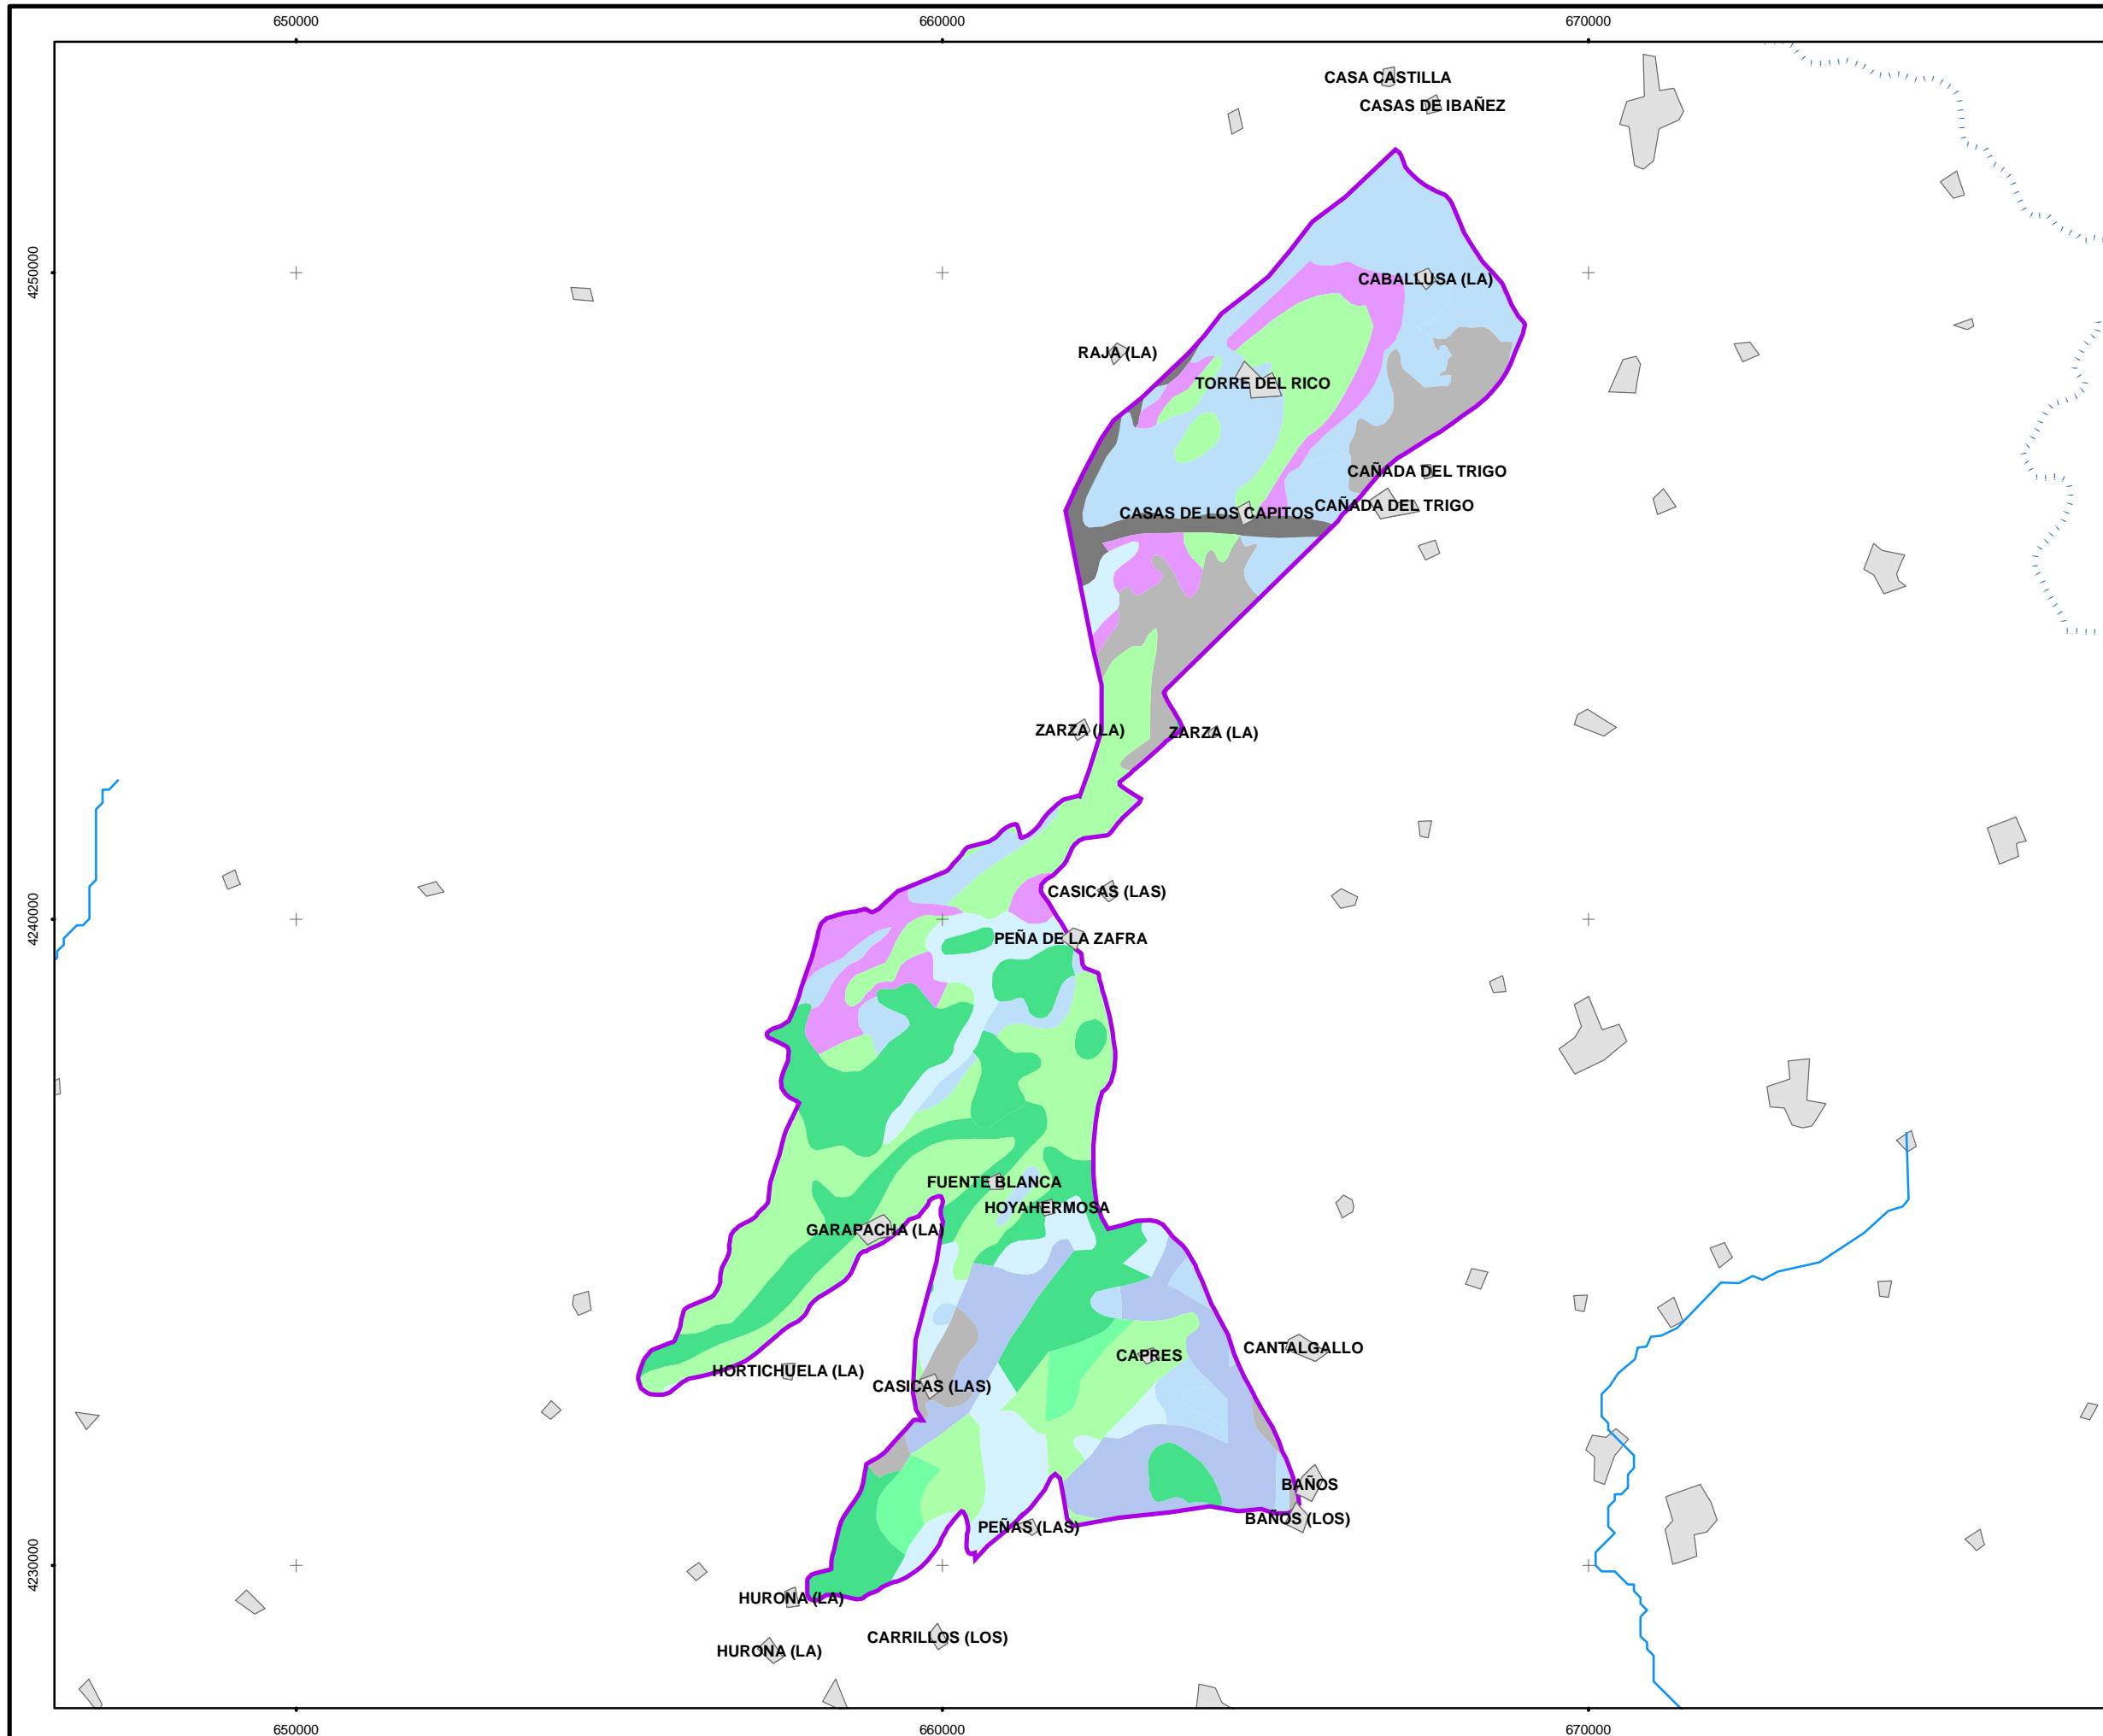 650000
660000
670000
CASA CASTILLA
CASAS DE IBAÑEZ
4250000
CABALLUSA (LA)
RAJA (LA)
TORRE DEL RICO
CAÑADA DEL TRIGO
CAÑADA DEL TRIGO
CASAS DE LOS CAPITOS
ZARZA (LA)
ZARZA (LA)
CASICAS (LAS)
4240000
PEÑA DE LA ZAFRA
FUENTE BLANCA
HOYAHERMOSA
GARAPACHA (LA)
CANTALGALLO
CAPRES
HORTICHUELA (LA)
CASICAS (LAS)
BAÑOS
BAÑOS (LOS)
PEÑAS (LAS)
4230000
HURONA (LA)
CARRILLOS (LOS)
HURONA (LA)
650000
660000
670000